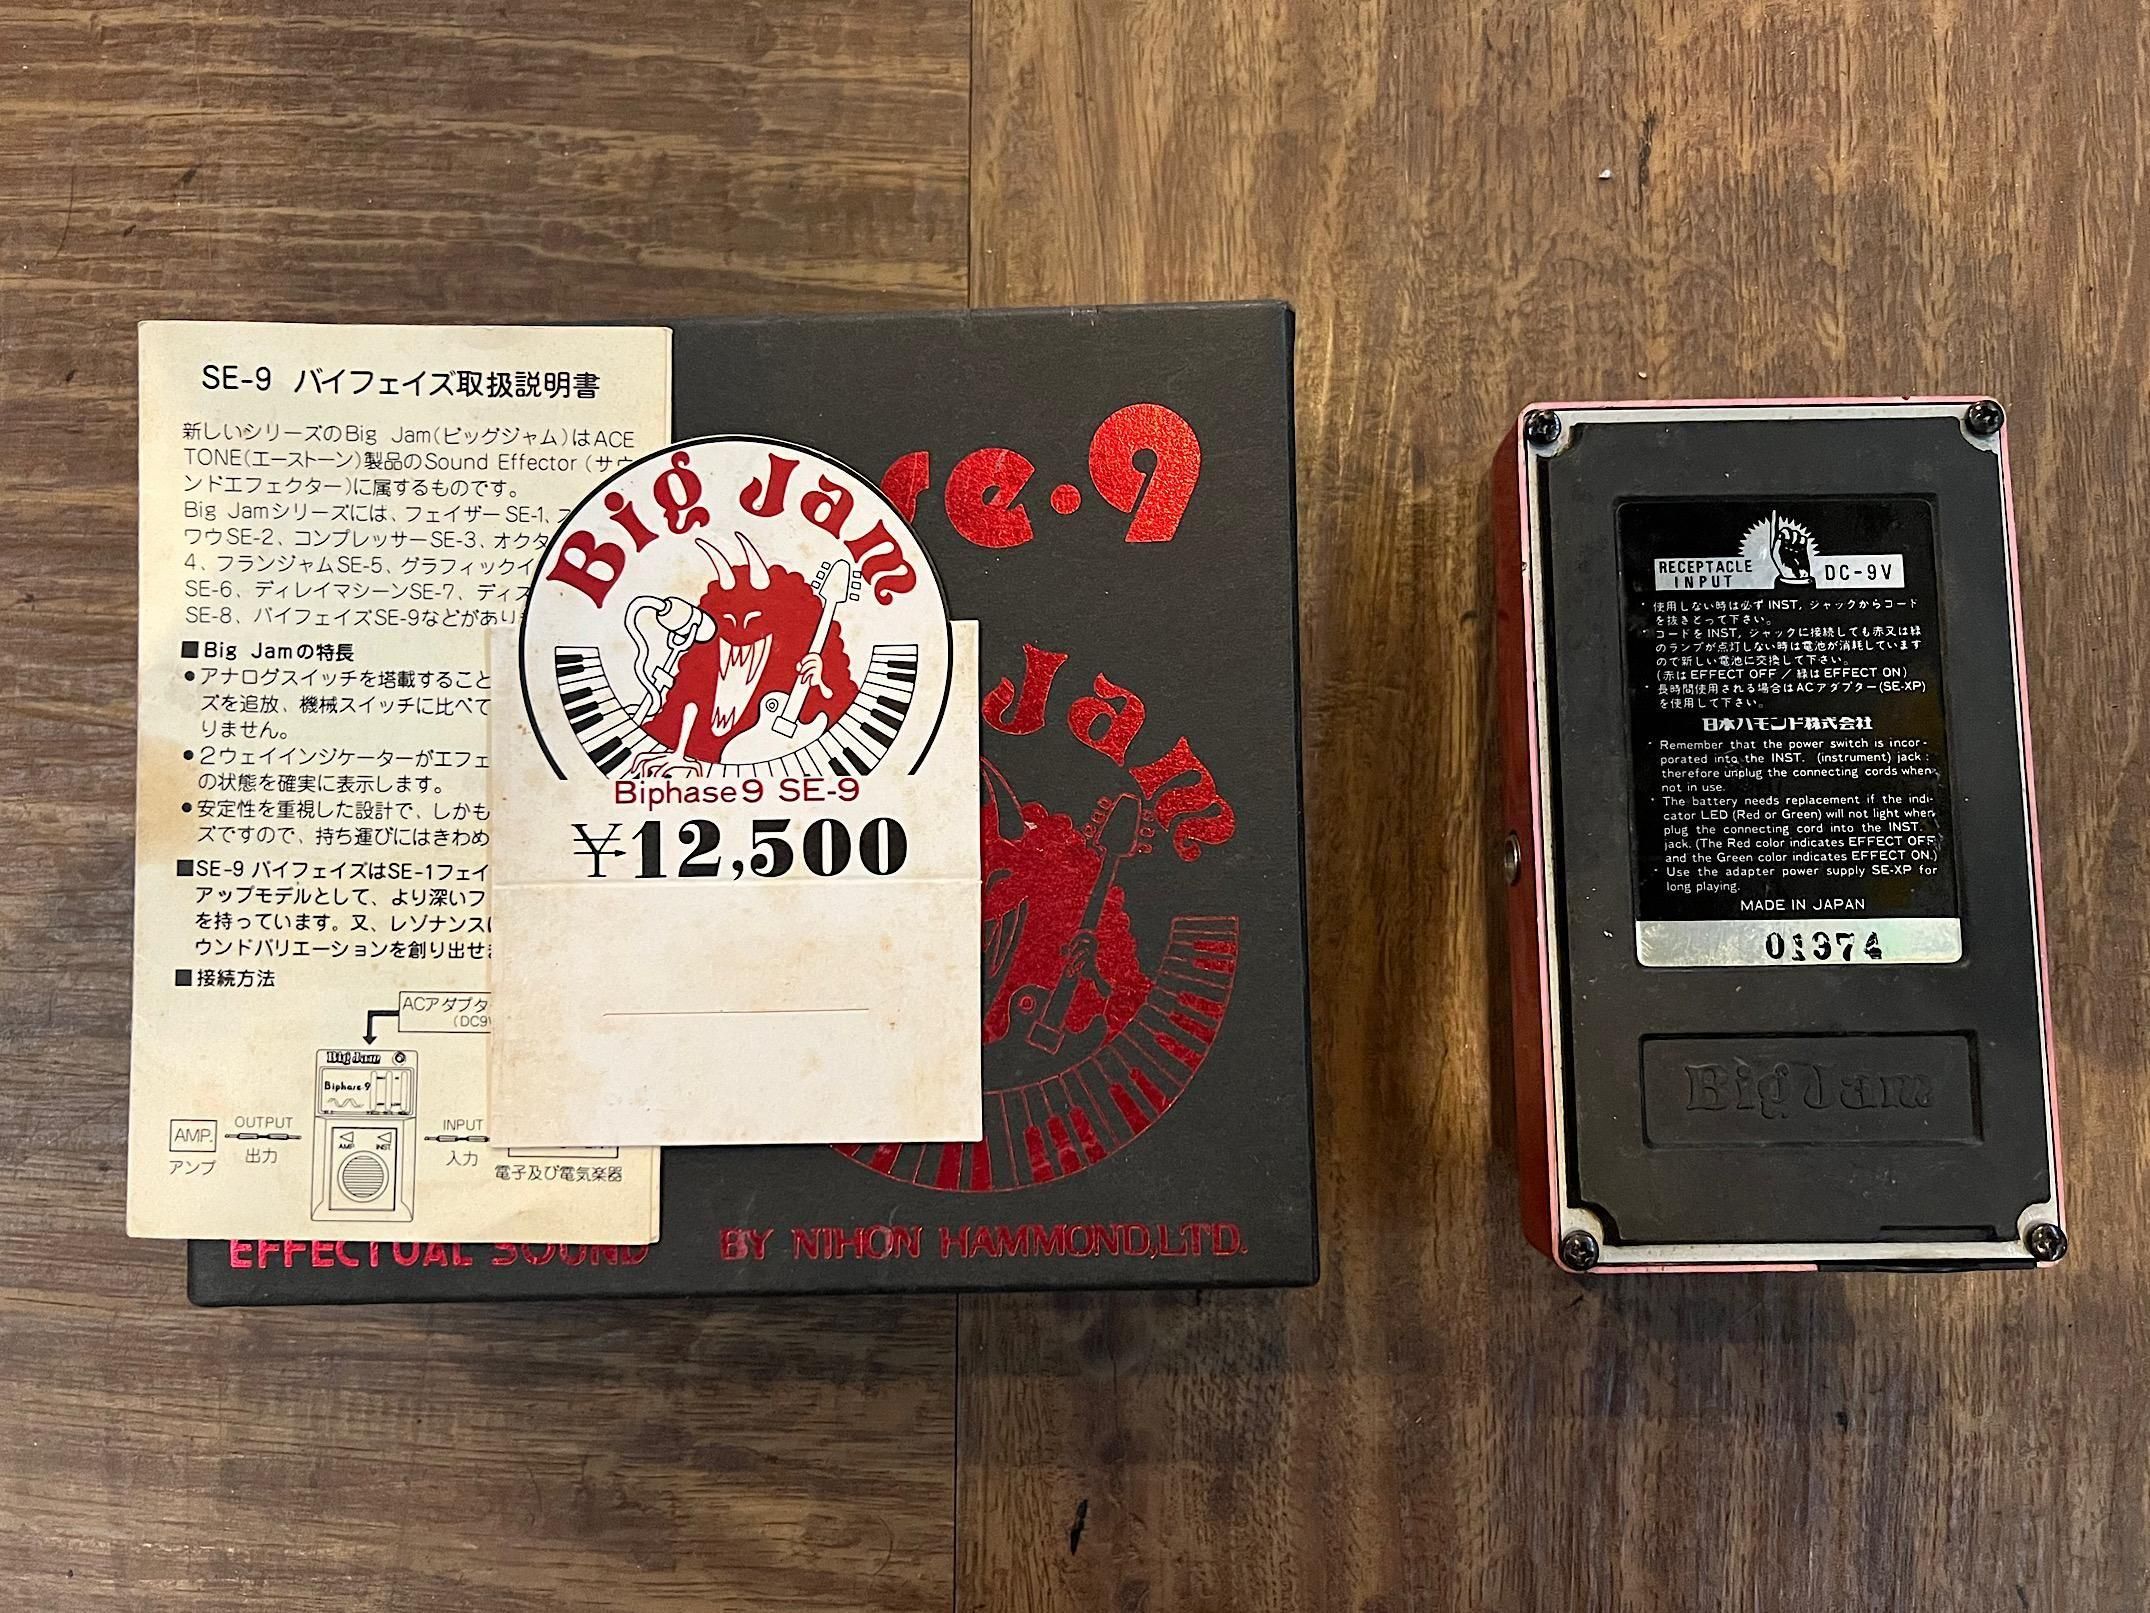 SE-9 バイフェイズ取扱説明書
新しいシリーズのBig Jam(ビッグジャム)はACE
TONE(エーストーン)製品のSound Effector(サウ
ンドエフェクター)に属するものです。
Big Jamシリーズには、フェイザーSE-1、ス
ワウSE-2、コンプレッサーSE-3、オクタ
4、フランジャムSE-5、グラフィックイ
SE-6、ディレイマシーンSE-7、ディス
SE-8、バイフェイズSE-9などがあり
■Big Jamの特長
●アナログスイッチを塔載すること
ズを追放、機械スイッチに比べて
りません。
●2ウェイインジケーターがエフェ
の状態を確実に表示します。
●安定性を重視した設計で、しかも
ズですので、持ち運びにはきわめ
■SE-9 バイフェイズはSE-1フェイ
アップモデルとして、より深いフ
を持っています。又、レゾナンスに
ウンドバリエーションを創り出せま
■接続方法
ACアダプタ
(DC9V
Big Jam
Biphase-9
AMP. INST.
AMP.
アンプ
OUTPUT
出力
INPUT
入力
電子及び電気楽器
Big Jam
Biphase9 SE-9
¥12,500
se·9
Jam
EFFECTUAL SOUND BY NIHON HAMMOND,LTD.
RECEPTACLE
INPUT
DC-9V
・使用しない時は必ずINST, ジャックからコード
を抜きとって下さい。
・コードをINST, ジャックに接続しても赤又は緑
のランプが点灯しない時は電池が消耗しています
ので新しい電池に交換して下さい。
(赤はEFFECT OFF / 緑はEFFECT ON)
・長時間使用される場合はACアダプター(SE-XP)
を使用して下さい。
日本ハモンド株式会社
・Remember that the power switch is incor-
porated into the INST. (instrument) jack:
therefore unplug the connecting cords when
not in use.
・The battery needs replacement if the indi-
cator LED (Red or Green) will not light when
plug the connecting cord into the INST.
jack. (The Red color indicates EFFECT OFF
and the Green color indicates EFFECT ON.)
・Use the adapter power supply SE-XP for
long playing.
MADE IN JAPAN
01374
Big Jam